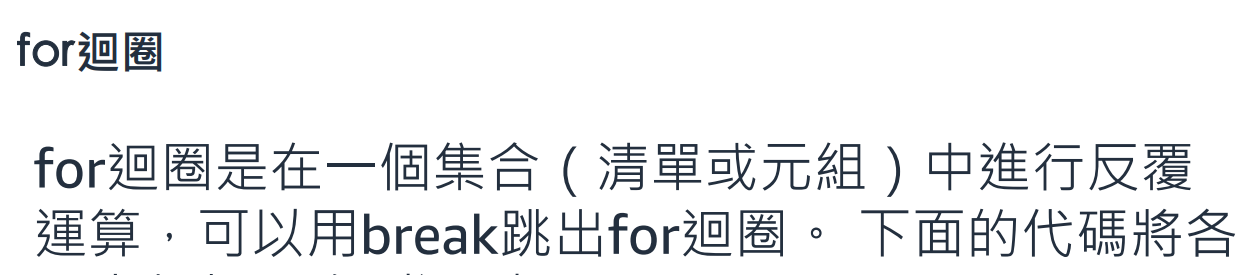 for迴圈
for迴圈是在一個集合（清單或元組）中進行反覆
運算，可以用break跳出for迴圈。 下面的代碼將各